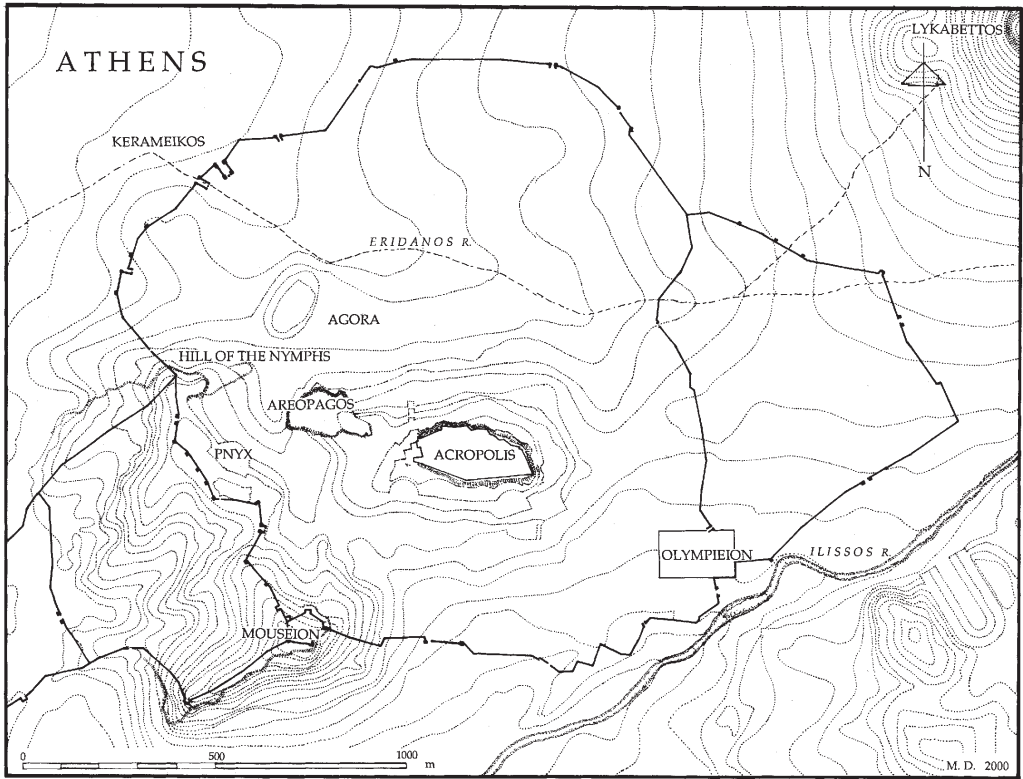 LYKABETTOS
ATHENS
KERAMEIKOS
N
ERIDANOS R.
AGORA
HILL OF THE NYMPHS
AREOPAGOS
PNYX
ACROPOLIS
OLYMPIEION
ILISSOS R.
MOUSEION
0 500 1000 m
M. D. 2000